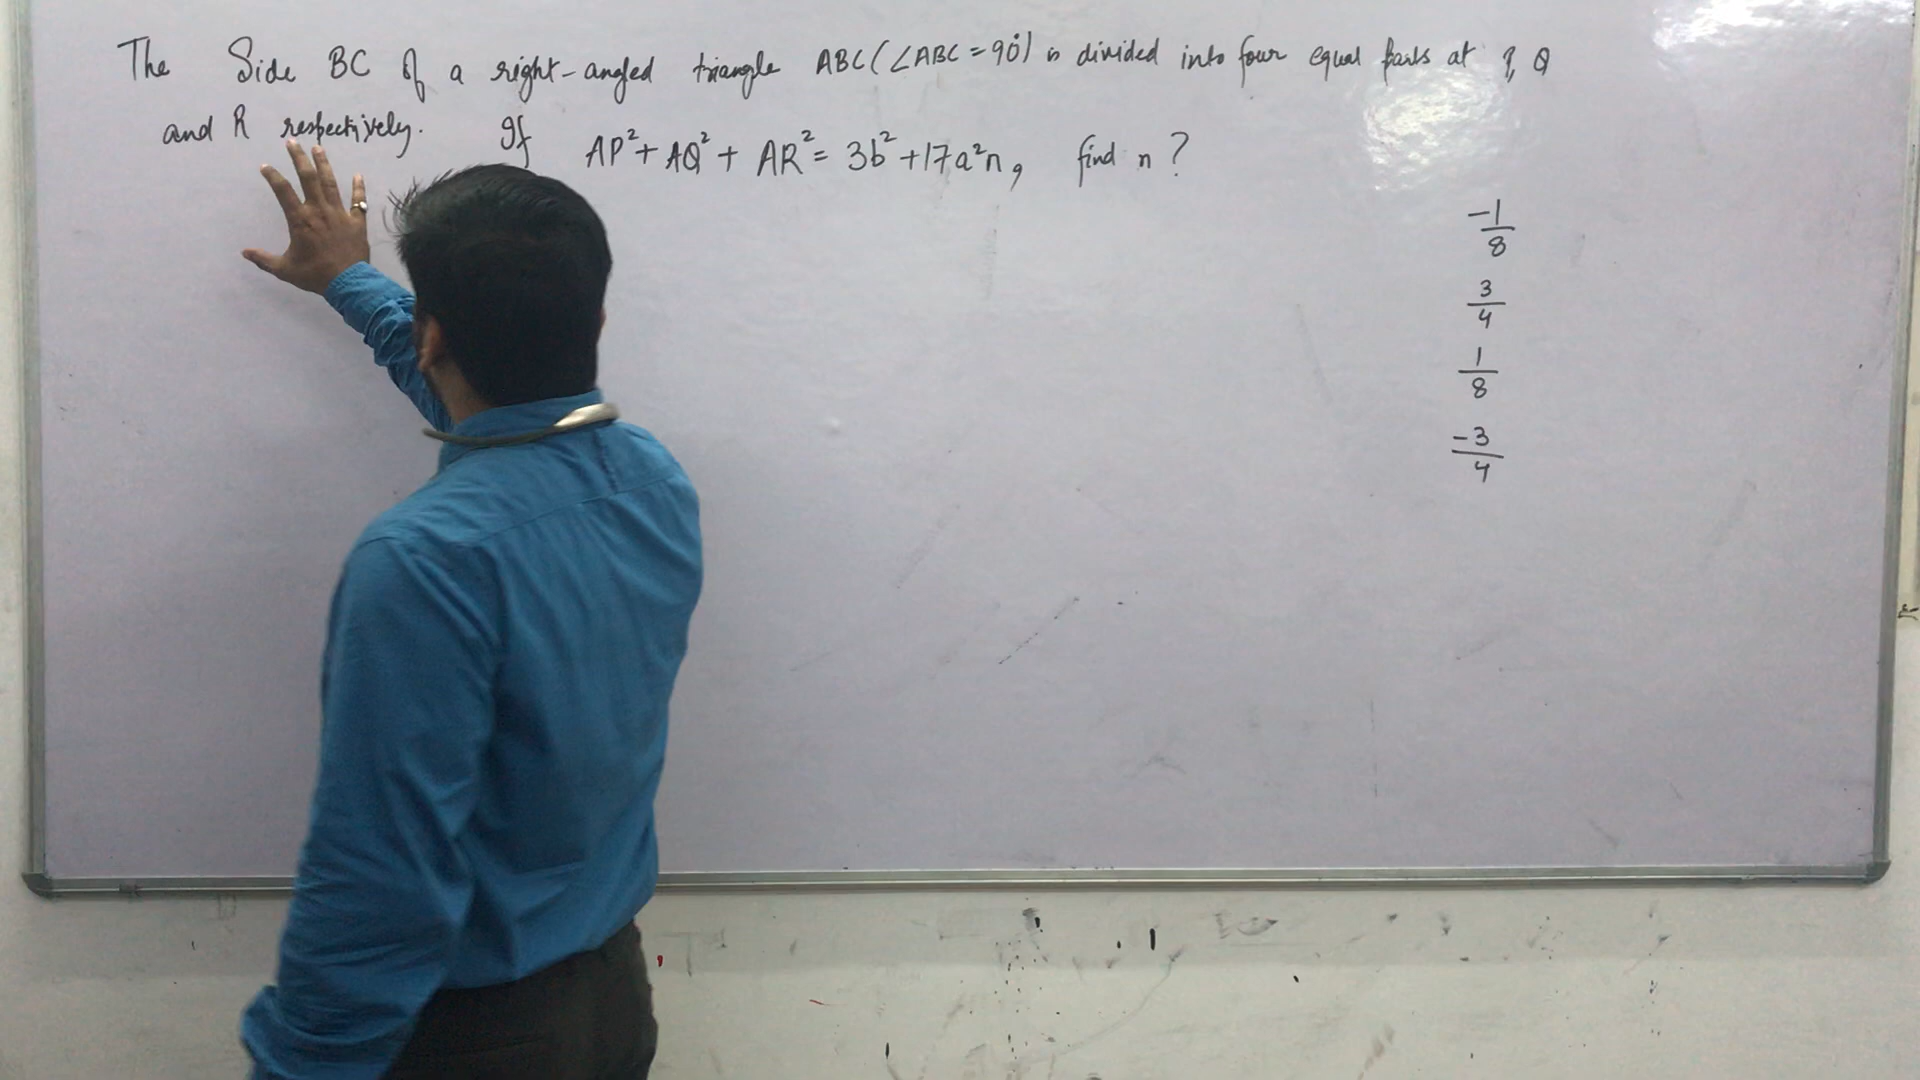 The Side BC of a right-angled triangle ABC (∠ABC = 90°) is divided into four equal parts at P, Q
and R respectively. If AP² + AQ² + AR² = 3b² + 17a²n, find n ?
-1/8
3/4
1/8
-3/4